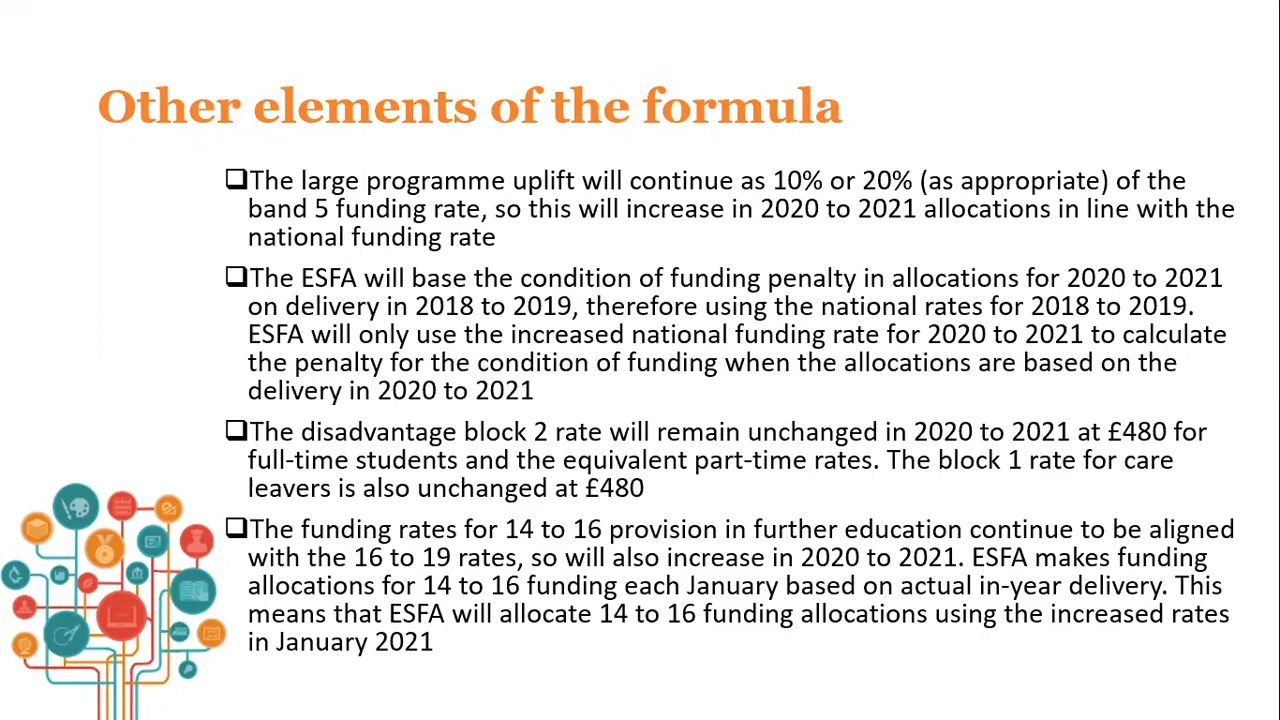 Other elements of the formula
❑The large programme uplift will continue as 10% or 20% (as appropriate) of the
band 5 funding rate, so this will increase in 2020 to 2021 allocations in line with the
national funding rate
❑The ESFA will base the condition of funding penalty in allocations for 2020 to 2021
on delivery in 2018 to 2019, therefore using the national rates for 2018 to 2019.
ESFA will only use the increased national funding rate for 2020 to 2021 to calculate
the penalty for the condition of funding when the allocations are based on the
delivery in 2020 to 2021
❑The disadvantage block 2 rate will remain unchanged in 2020 to 2021 at £480 for
full-time students and the equivalent part-time rates. The block 1 rate for care
leavers is also unchanged at £480
❑The funding rates for 14 to 16 provision in further education continue to be aligned
with the 16 to 19 rates, so will also increase in 2020 to 2021. ESFA makes funding
allocations for 14 to 16 funding each January based on actual in-year delivery. This
means that ESFA will allocate 14 to 16 funding allocations using the increased rates
in January 2021